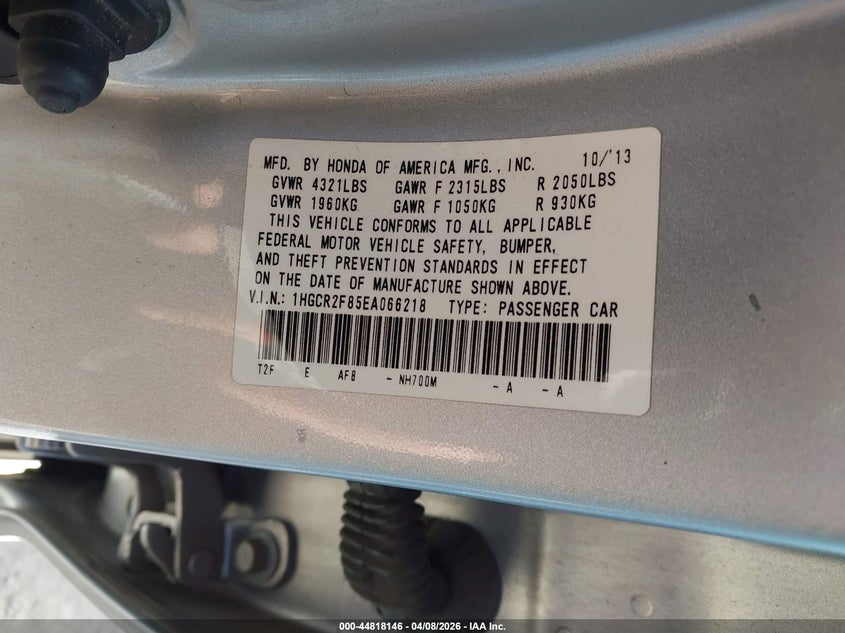 MFD. BY HONDA OF AMERICA MFG., INC. 10/'13
GVWR 4321LBS GAWR F 2315LBS R 2050LBS
GVWR 1960KG GAWR F 1050KG R 930KG
THIS VEHICLE CONFORMS TO ALL APPLICABLE
FEDERAL MOTOR VEHICLE SAFETY, BUMPER,
AND THEFT PREVENTION STANDARDS IN EFFECT
ON THE DATE OF MANUFACTURE SHOWN ABOVE.
V.I.N.: 1HGCR2F85EA066218 TYPE: PASSENGER CAR
T2F E AF8 - NH700M - A - A
000-44818146 - 04/08/2026 - IAA Inc.